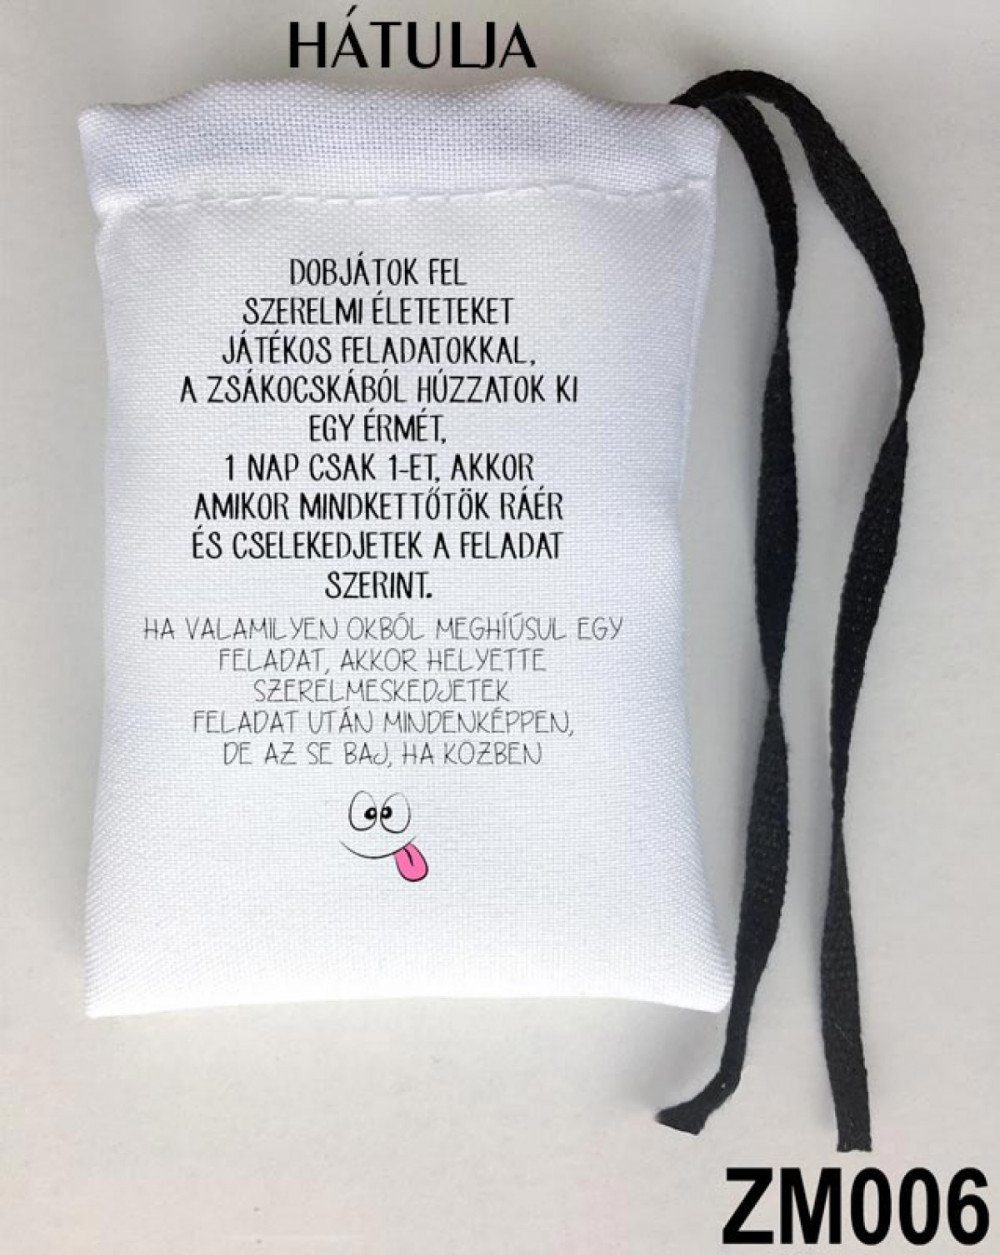 HÁTULJA
DOBJÁTOK FEL
SZERELMI ÉLETETEKET
JÁTÉKOS FELADATOKKAL,
A ZSÁKOCSKÁBÓL HÚZZATOK KI
EGY ÉRMÉT,
1 NAP CSAK 1-ET, AKKOR
AMIKOR MINDKETTŐTÖK RÁÉR
ÉS CSELEKEDJETEK A FELADAT
SZERINT.
HA VALAMILYEN OKBÓL MEGHÍÚSUL EGY
FELADAT, AKKOR HELYETTE
SZERELMESKEDJETEK
FELADAT UTÁN MINDENKÉPPEN,
DE AZ SE BAJ, HA KÖZBEN
ZM006